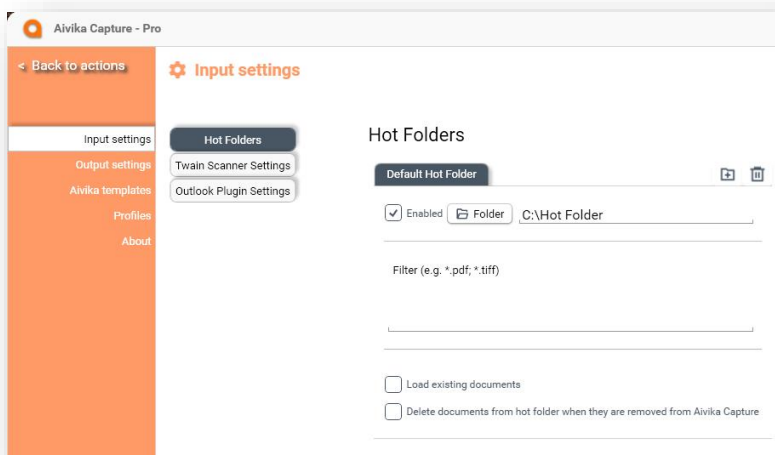 Aivika Capture - Pro
< Back to actions
Input settings
Input settings
Output settings
Aivika templates
Profiles
About
Hot Folders
Twain Scanner Settings
Outlook Plugin Settings
Hot Folders
Default Hot Folder
Enabled Folder C:\Hot Folder
Filter (e.g. *.pdf; *.tiff)
Load existing documents
Delete documents from hot folder when they are removed from Aivika Capture